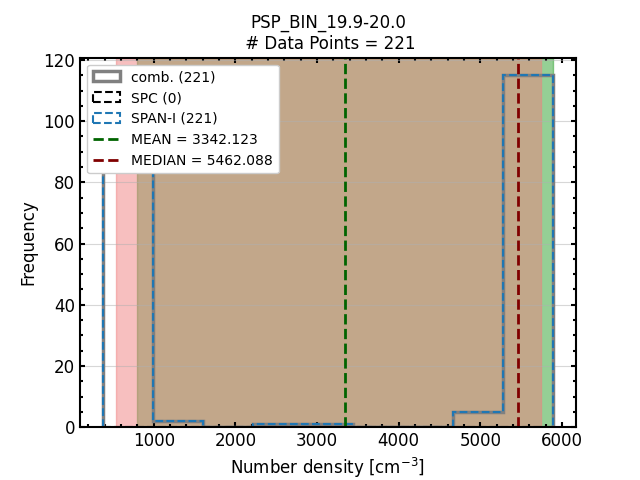 PSP_BIN_19.9-20.0
# Data Points = 221
comb. (221)
SPC (0)
SPAN-I (221)
MEAN = 3342.123
MEDIAN = 5462.088
Frequency
120
100
80
60
40
20
0
1000 2000 3000 4000 5000 6000
Number density [cm⁻³]